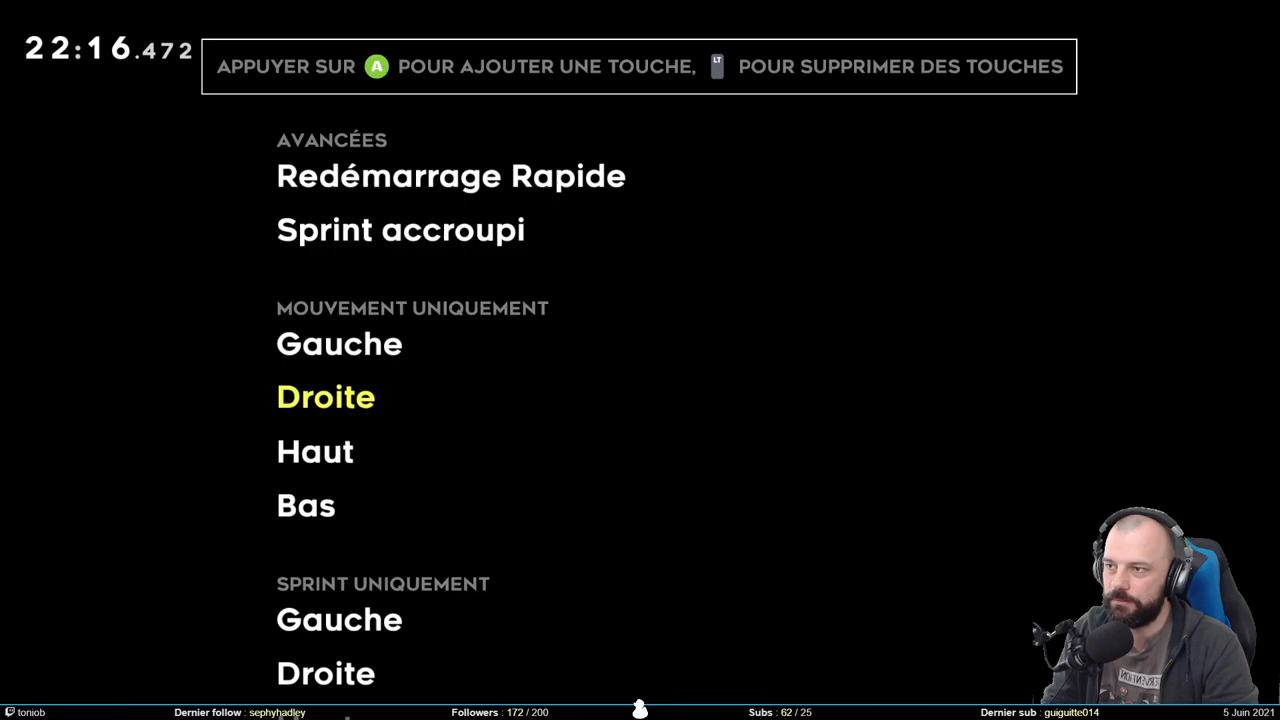 22:16.472
APPUYER SUR A POUR AJOUTER UNE TOUCHE, LT POUR SUPPRIMER DES TOUCHES
AVANCÉES
Redémarrage Rapide
Sprint accroupi
MOUVEMENT UNIQUEMENT
Gauche
Droite
Haut
Bas
SPRINT UNIQUEMENT
Gauche
Droite
toniob Dernier follow : sephyhadley Followers : 172 / 200 Subs : 62 / 25 Dernier sub : guiguitte014 5 Juin 2021